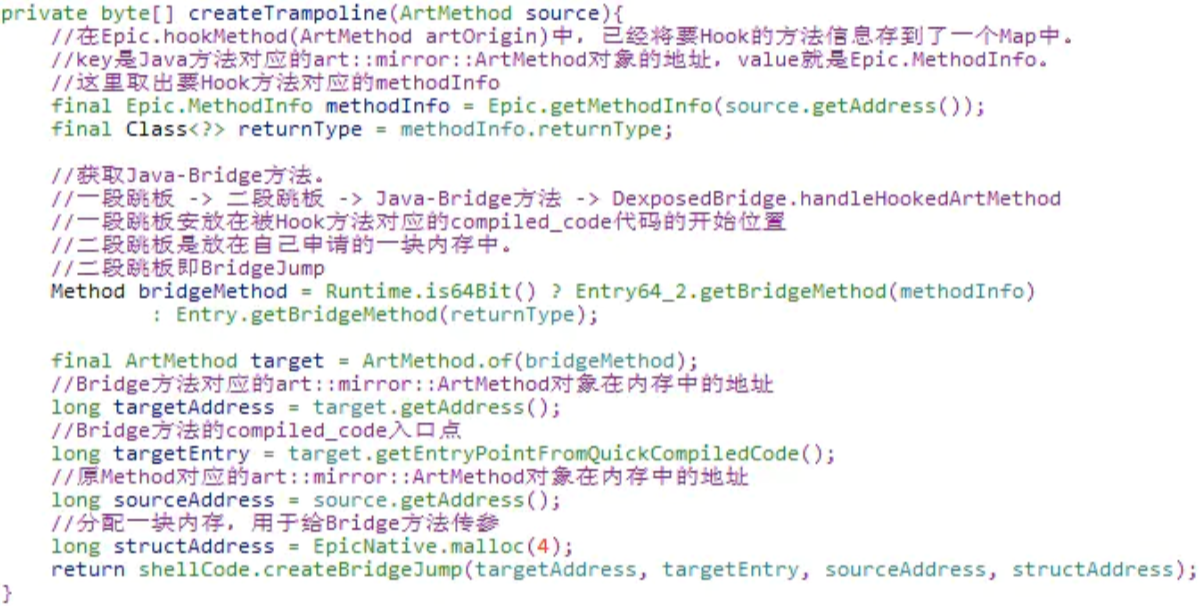 private byte[] createTrampoline(ArtMethod source){
//在Epic.hookMethod(ArtMethod artOrigin)中，已经将要Hook的方法信息存到了一个Map中。
//key是Java方法对应的art::mirror::ArtMethod对象的地址，value就是Epic.MethodInfo。
//这里取出要Hook方法对应的methodInfo
final Epic.MethodInfo methodInfo = Epic.getMethodInfo(source.getAddress());
final Class<?> returnType = methodInfo.returnType;
//获取Java-Bridge方法。
//一段跳板 -> 二段跳板 -> Java-Bridge方法 -> DexposedBridge.handleHookedArtMethod
//一段跳板安放在被Hook方法对应的compiled_code代码的开始位置
//二段跳板是放在自己申请的一块内存中。
//二段跳板即BridgeJump
Method bridgeMethod = Runtime.is64Bit() ? Entry64_2.getBridgeMethod(methodInfo)
: Entry.getBridgeMethod(returnType);
final ArtMethod target = ArtMethod.of(bridgeMethod);
//Bridge方法对应的art::mirror::ArtMethod对象在内存中的地址
long targetAddress = target.getAddress();
//Bridge方法的compiled_code入口点
long targetEntry = target.getEntryPointFromQuickCompiledCode();
//原Method对应的art::mirror::ArtMethod对象在内存中的地址
long sourceAddress = source.getAddress();
//分配一块内存，用于给Bridge方法传参
long structAddress = EpicNative.malloc(4);
return shellCode.createBridgeJump(targetAddress, targetEntry, sourceAddress, structAddress);
}